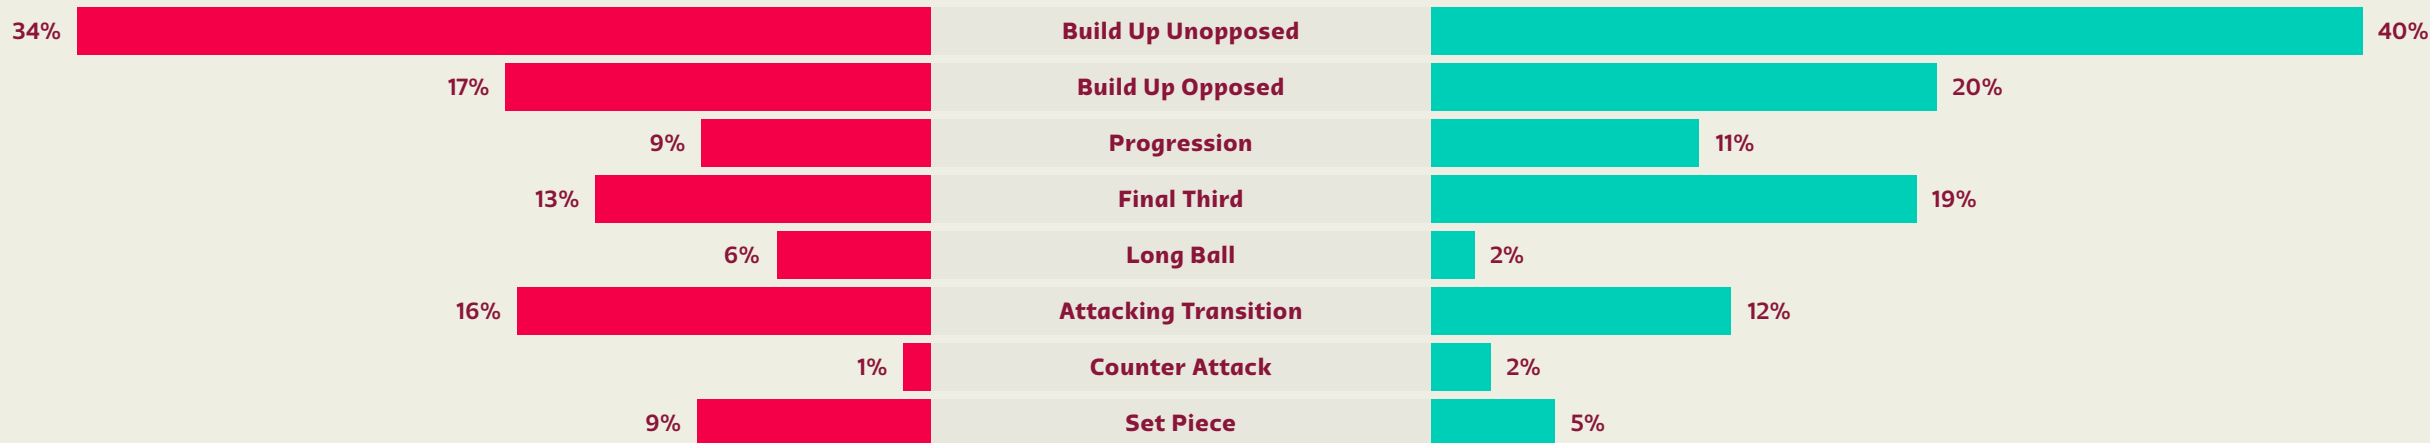 34% Build Up Unopposed 40%
17% Build Up Opposed 20%
9% Progression 11%
13% Final Third 19%
6% Long Ball 2%
16% Attacking Transition 12%
1% Counter Attack 2%
9% Set Piece 5%